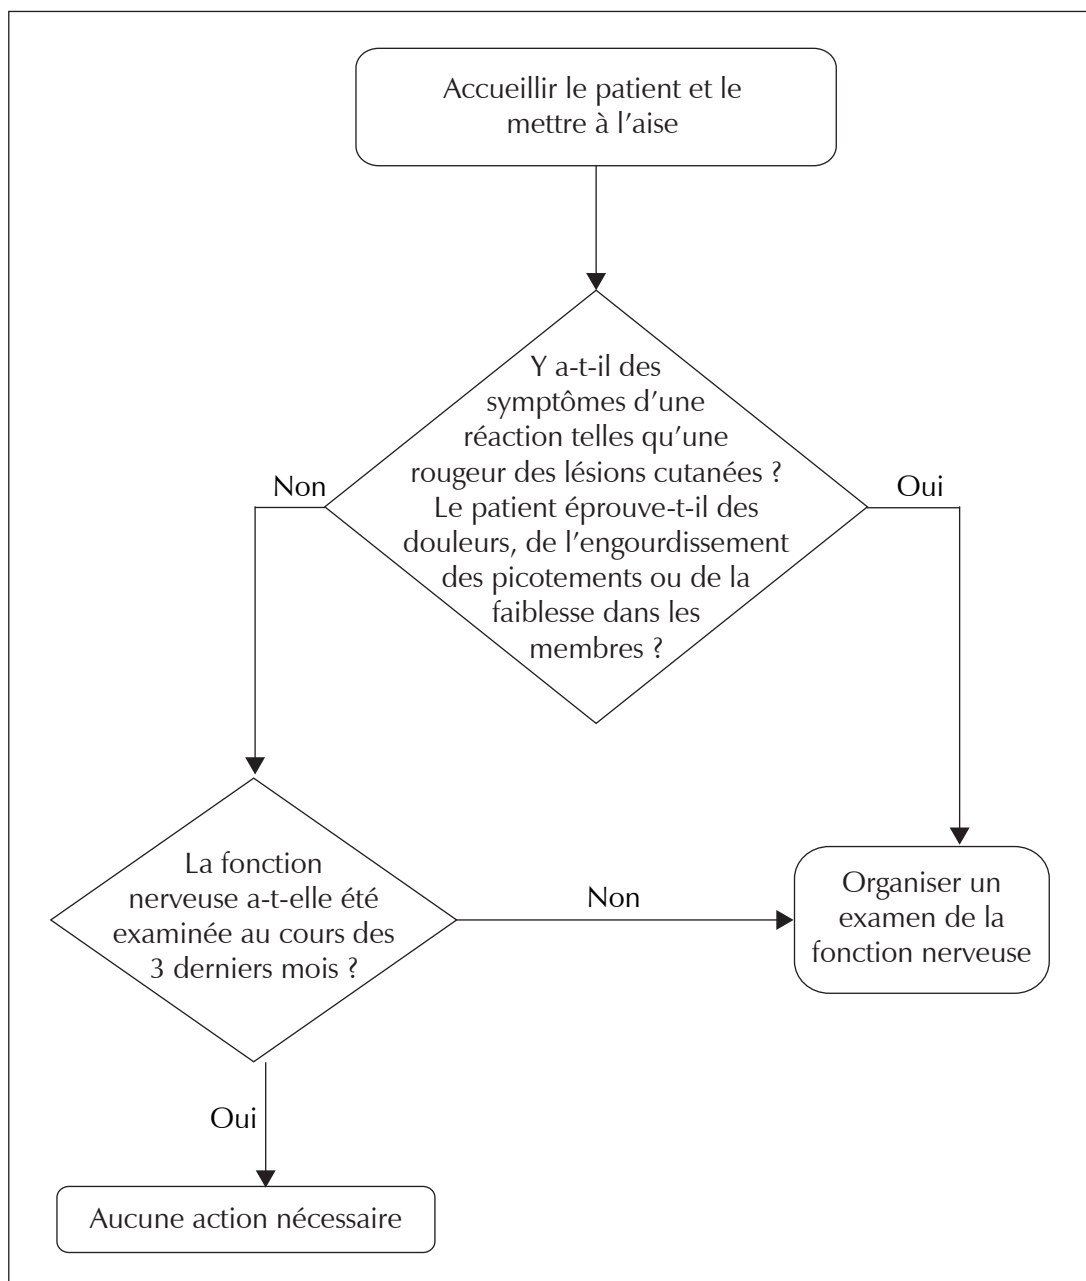 Accueillir le patient et le
mettre à l’aise
Y a-t-il des
symptômes d’une
réaction telles qu’une
rougeur des lésions cutanées ?
Le patient éprouve-t-il des
douleurs, de l’engourdissement
des picotements ou de la
faiblesse dans les
membres ?
Non
Oui
La fonction
nerveuse a-t-elle été
examinée au cours des
3 derniers mois ?
Non
Organiser un
examen de la
fonction nerveuse
Oui
Aucune action nécessaire